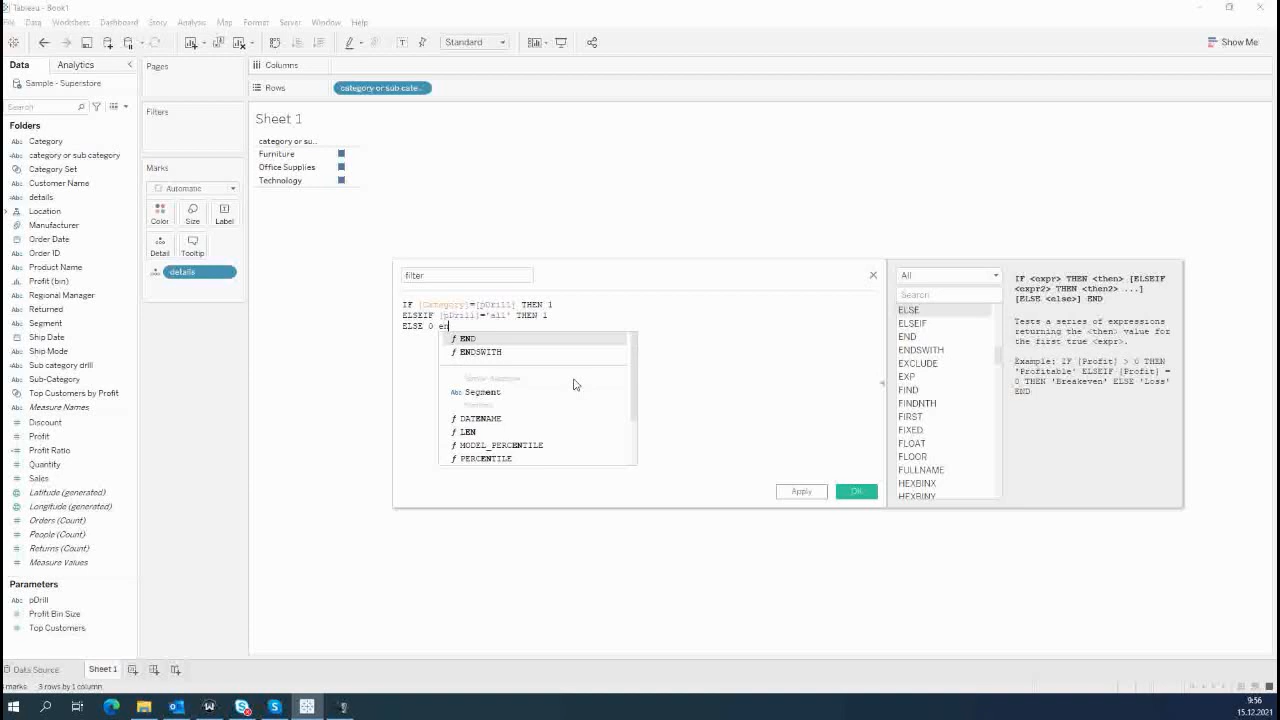 Tableau - Book1
File Data Worksheets Dashboard Story Analysis Map Format Server Window Help
Standard
Show Me
Data Analytics
Sample - Superstore
Search
Folders
Category
category or sub category
Category Set
Customer Name
details
Location
Manufacturer
Order Date
Order ID
Product Name
Profit (bin)
Regional Manager
Returned
Segment
Ship Date
Ship Mode
Sub category drill
Sub-Category
Top Customers by Profit
Measure Names
Discount
Profit
Profit Ratio
Quantity
Sales
Latitude (generated)
Longitude (generated)
Orders (Count)
People (Count)
Returns (Count)
Measure Values
Parameters
pDrill
Profit Bin Size
Top Customers
Pages
Filters
Marks
Automatic
Color Size Label
Detail Tooltip
details
Columns
Rows category or sub cate..
Sheet 1
category or su..
Furniture
Office Supplies
Technology
filter
IF [Category]=[pDrill] THEN 1
ELSEIF [pDrill]='all' THEN 1
ELSE 0 en
END
ENDSWITH
Abc Segment
DATENAME
LEN
MODEL_PERCENTILE
PERCENTILE
Apply OK
All
Search
ELSE
ELSEIF
END
ENDSWITH
EXCLUDE
EXP
FIND
FINDNTH
FIRST
FIXED
FLOAT
FLOOR
FULLNAME
HEXBINX
HEXBINY
IF <expr> THEN <then> [ELSEIF
<expr2> THEN <then2> ....]
[ELSE <else>] END
Tests a series of expressions
returning the <then> value for
the first true <expr>.
Example: IF [Profit] > 0 THEN
'Profitable' ELSEIF [Profit] =
0 THEN 'Breakeven' ELSE 'Loss'
END
Data Source Sheet 1
marks 3 rows by 1 column
9:56
15.12.2021